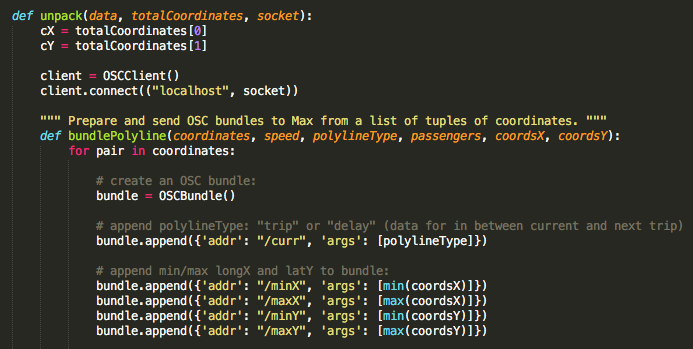 def unpack(data, totalCoordinates, socket):
    cX = totalCoordinates[0]
    cY = totalCoordinates[1]

    client = OSCClient()
    client.connect(("localhost", socket))

    """ Prepare and send OSC bundles to Max from a list of tuples of coordinates. """
    def bundlePolyline(coordinates, speed, polylineType, passengers, coordsX, coordsY):
        for pair in coordinates:

            # create an OSC bundle:
            bundle = OSCBundle()

            # append polylineType: "trip" or "delay" (data for in between current and next trip)
            bundle.append({'addr': "/curr", 'args': [polylineType]})

            # append min/max longX and latY to bundle:
            bundle.append({'addr': "/minX", 'args': [min(coordsX)]})
            bundle.append({'addr': "/maxX", 'args': [max(coordsX)]})
            bundle.append({'addr': "/minY", 'args': [min(coordsY)]})
            bundle.append({'addr': "/maxY", 'args': [max(coordsY)]})